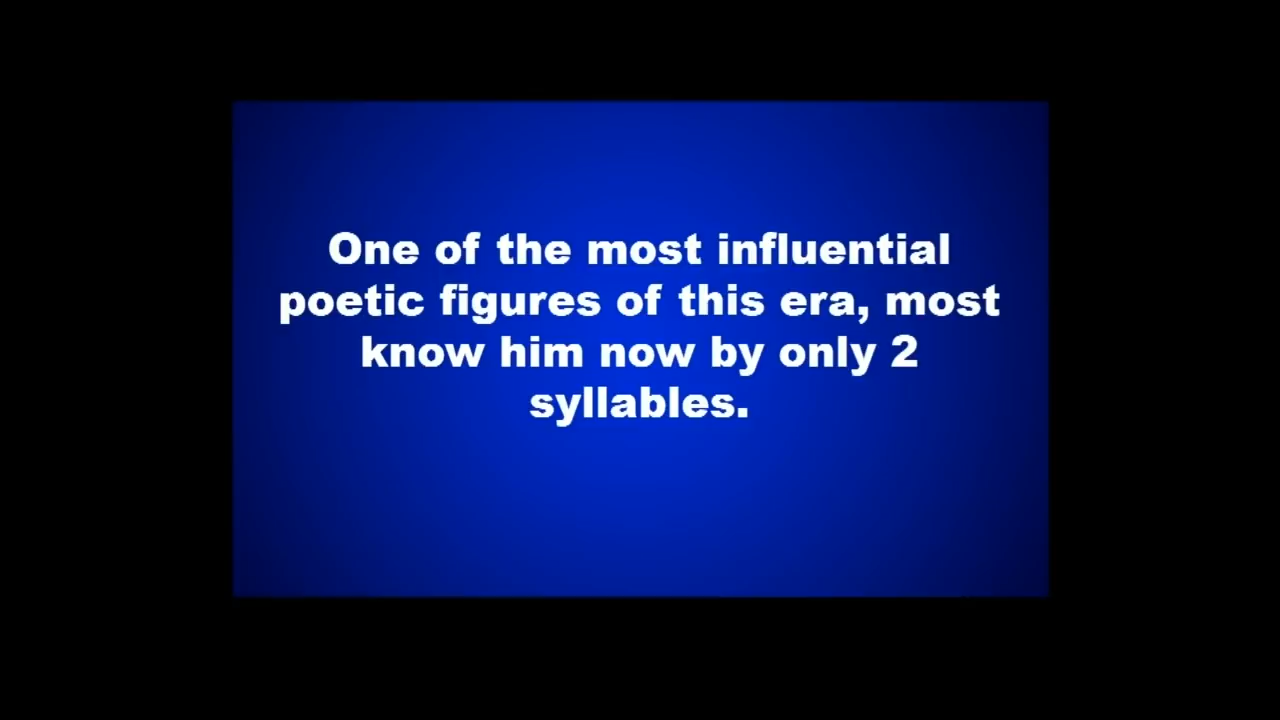 One of the most influential
poetic figures of this era, most
know him now by only 2
syllables.